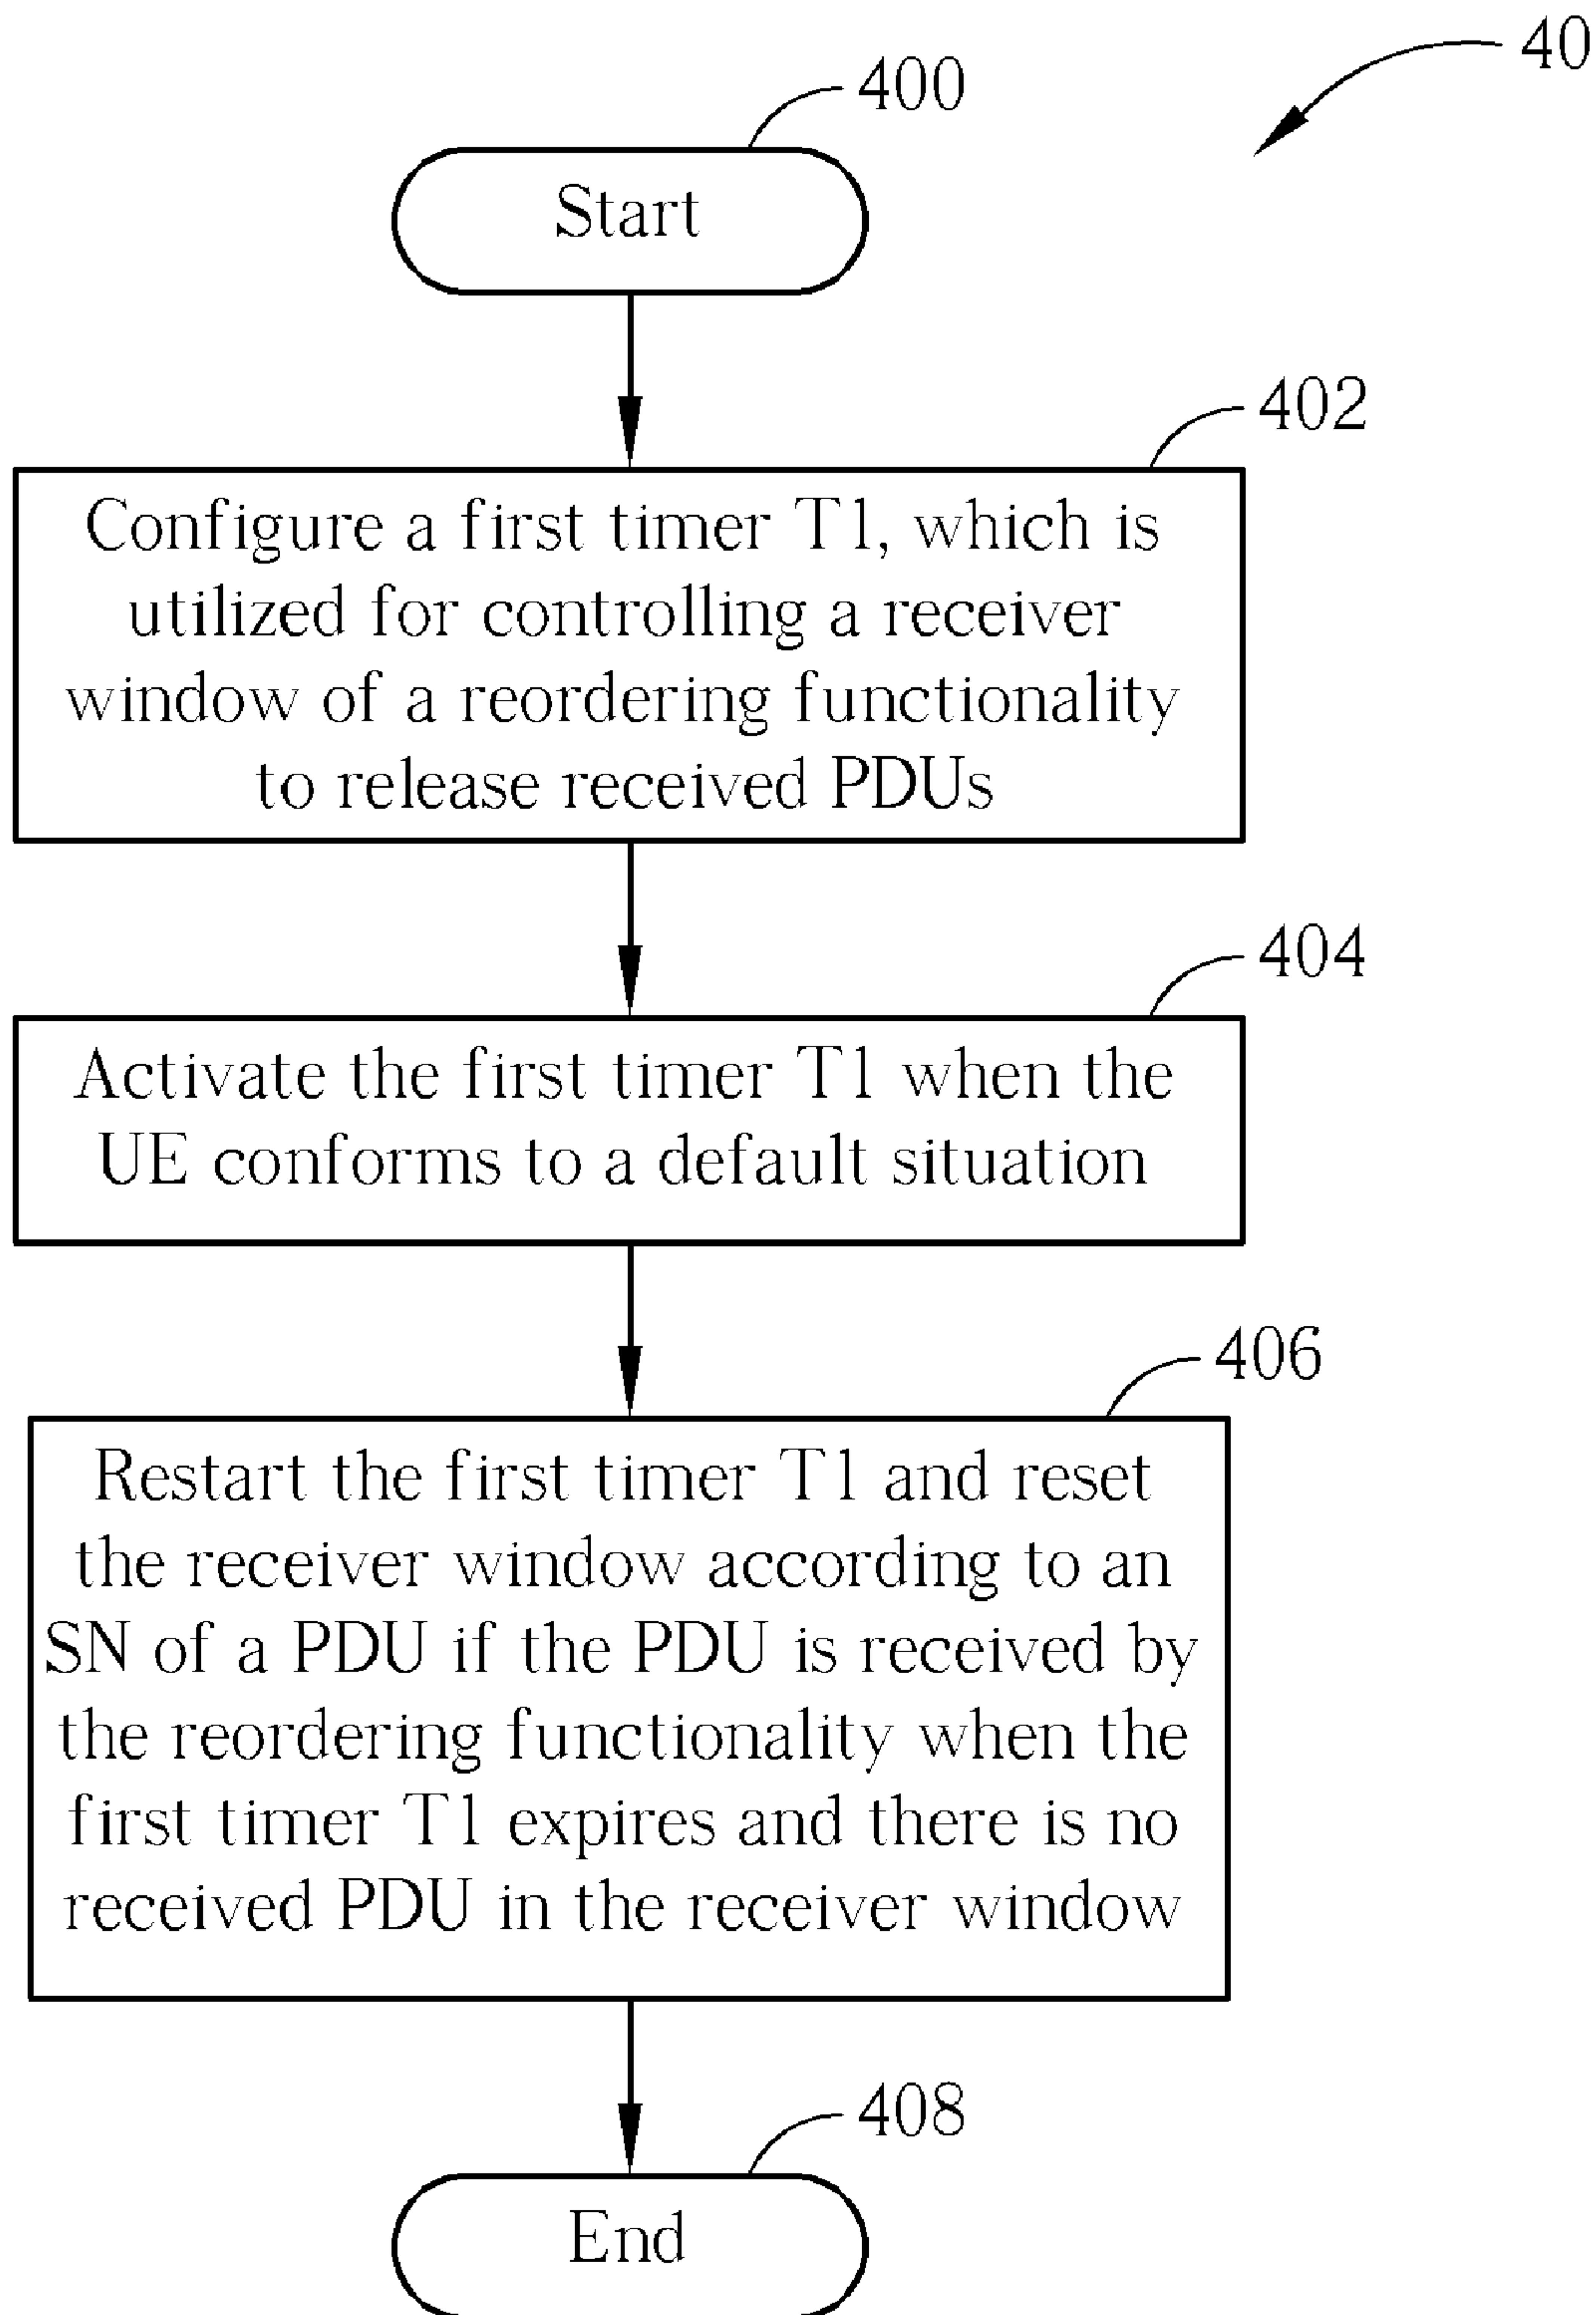 40
400
Start
402
Configure a first timer T1, which is
utilized for controlling a receiver
window of a reordering functionality
to release received PDUs
404
Activate the first timer T1 when the
UE conforms to a default situation
406
Restart the first timer T1 and reset
the receiver window according to an
SN of a PDU if the PDU is received by
the reordering functionality when the
first timer T1 expires and there is no
received PDU in the receiver window
408
End